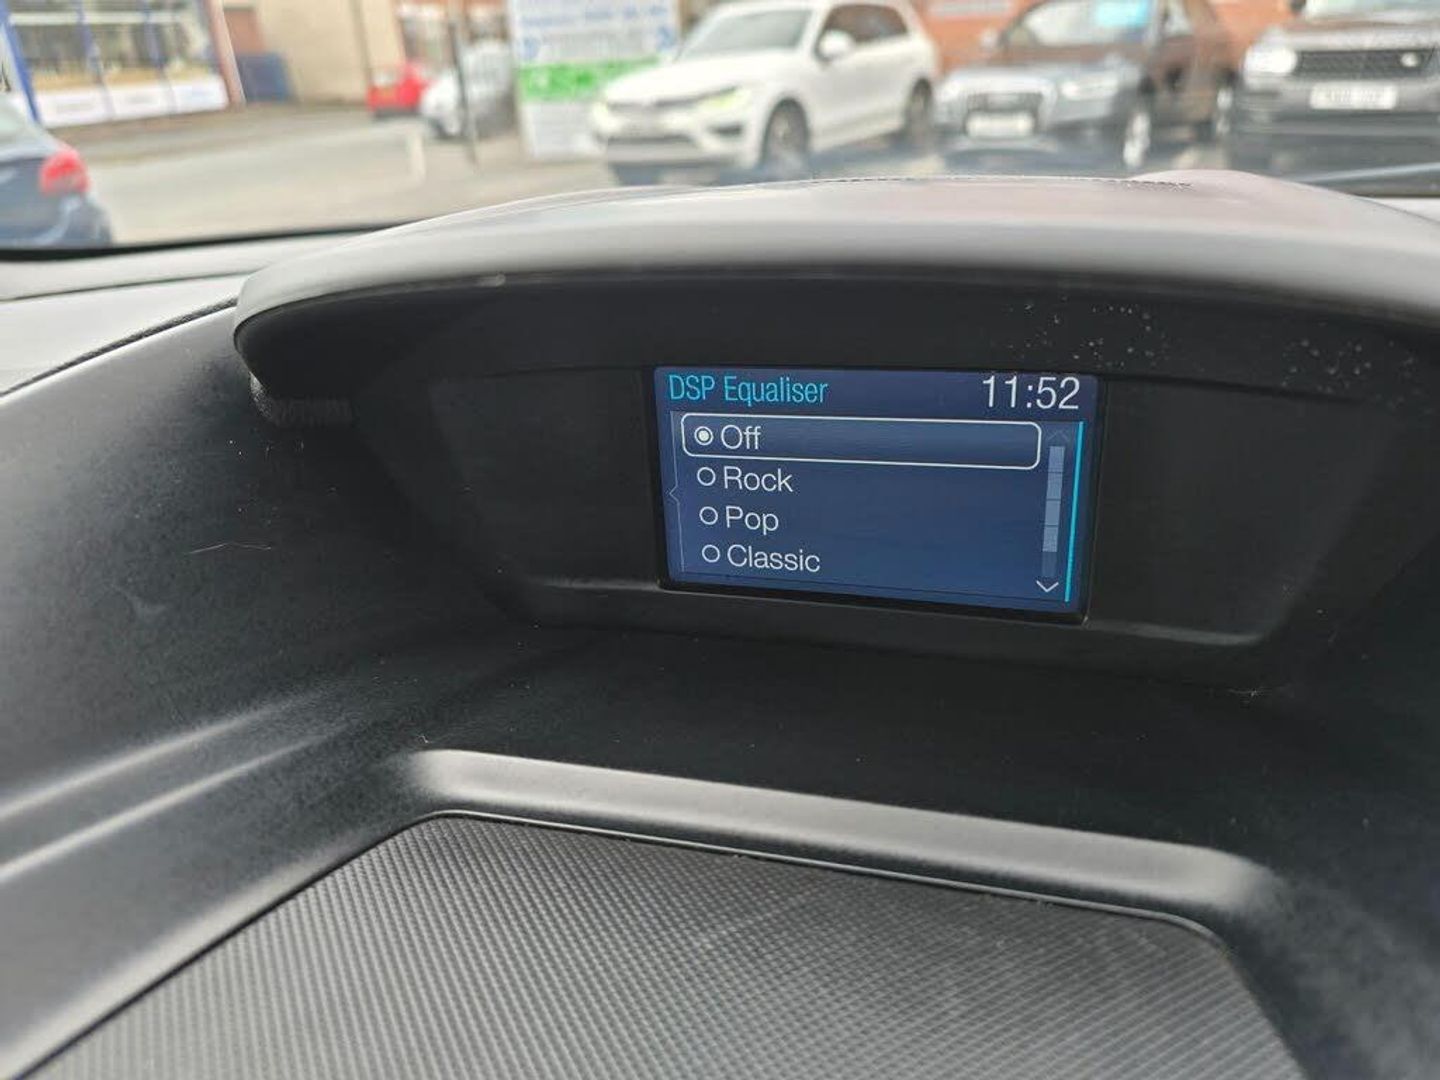 DSP Equaliser 11:52
Off
Rock
Pop
Classic